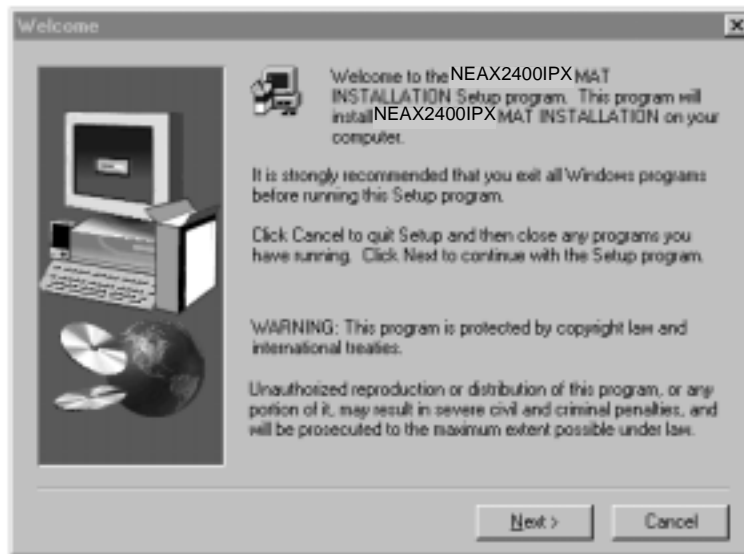 Welcome
Welcome to the NEAX2400IPX MAT
INSTALLATION Setup program. This program will
install NEAX2400IPX MAT INSTALLATION on your
computer.
It is strongly recommended that you exit all Windows programs
before running this Setup program.
Click Cancel to quit Setup and then close any programs you
have running. Click Next to continue with the Setup program.
WARNING: This program is protected by copyright law and
international treaties.
Unauthorized reproduction or distribution of this program, or any
portion of it, may result in severe civil and criminal penalties, and
will be prosecuted to the maximum extent possible under law.
Next >
Cancel